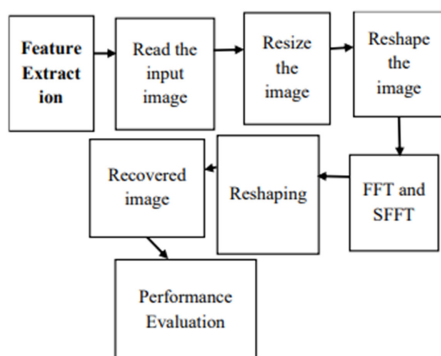 Feature
Extract
ion
Read the
input
image
Resize
the
image
Reshape
the
image
FFT and
SFFT
Reshaping
Recovered
image
Performance
Evaluation